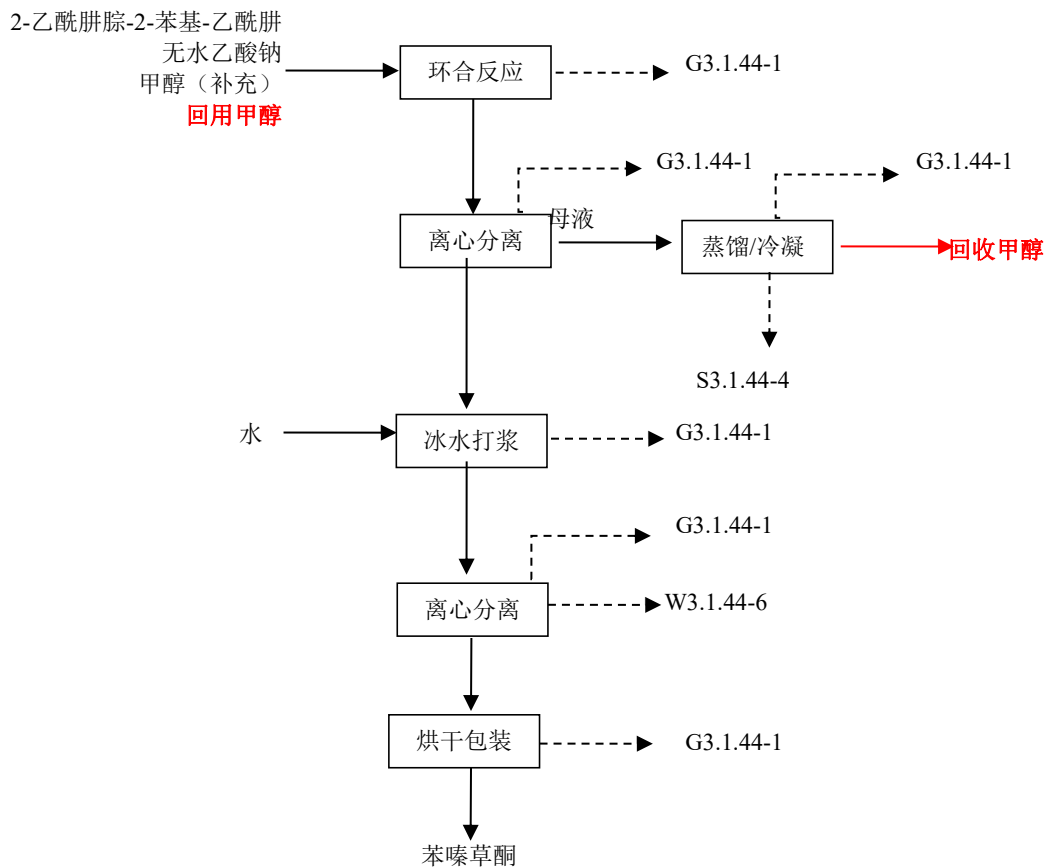 2-乙酰肼腙-2-苯基-乙酰肼
无水乙酸钠
甲醇（补充）
回用甲醇
环合反应
G3.1.44-1
G3.1.44-1
G3.1.44-1
母液
离心分离
蒸馏/冷凝
回收甲醇
S3.1.44-4
水
冰水打浆
G3.1.44-1
G3.1.44-1
离心分离
W3.1.44-6
烘干包装
G3.1.44-1
苯嗪草酮